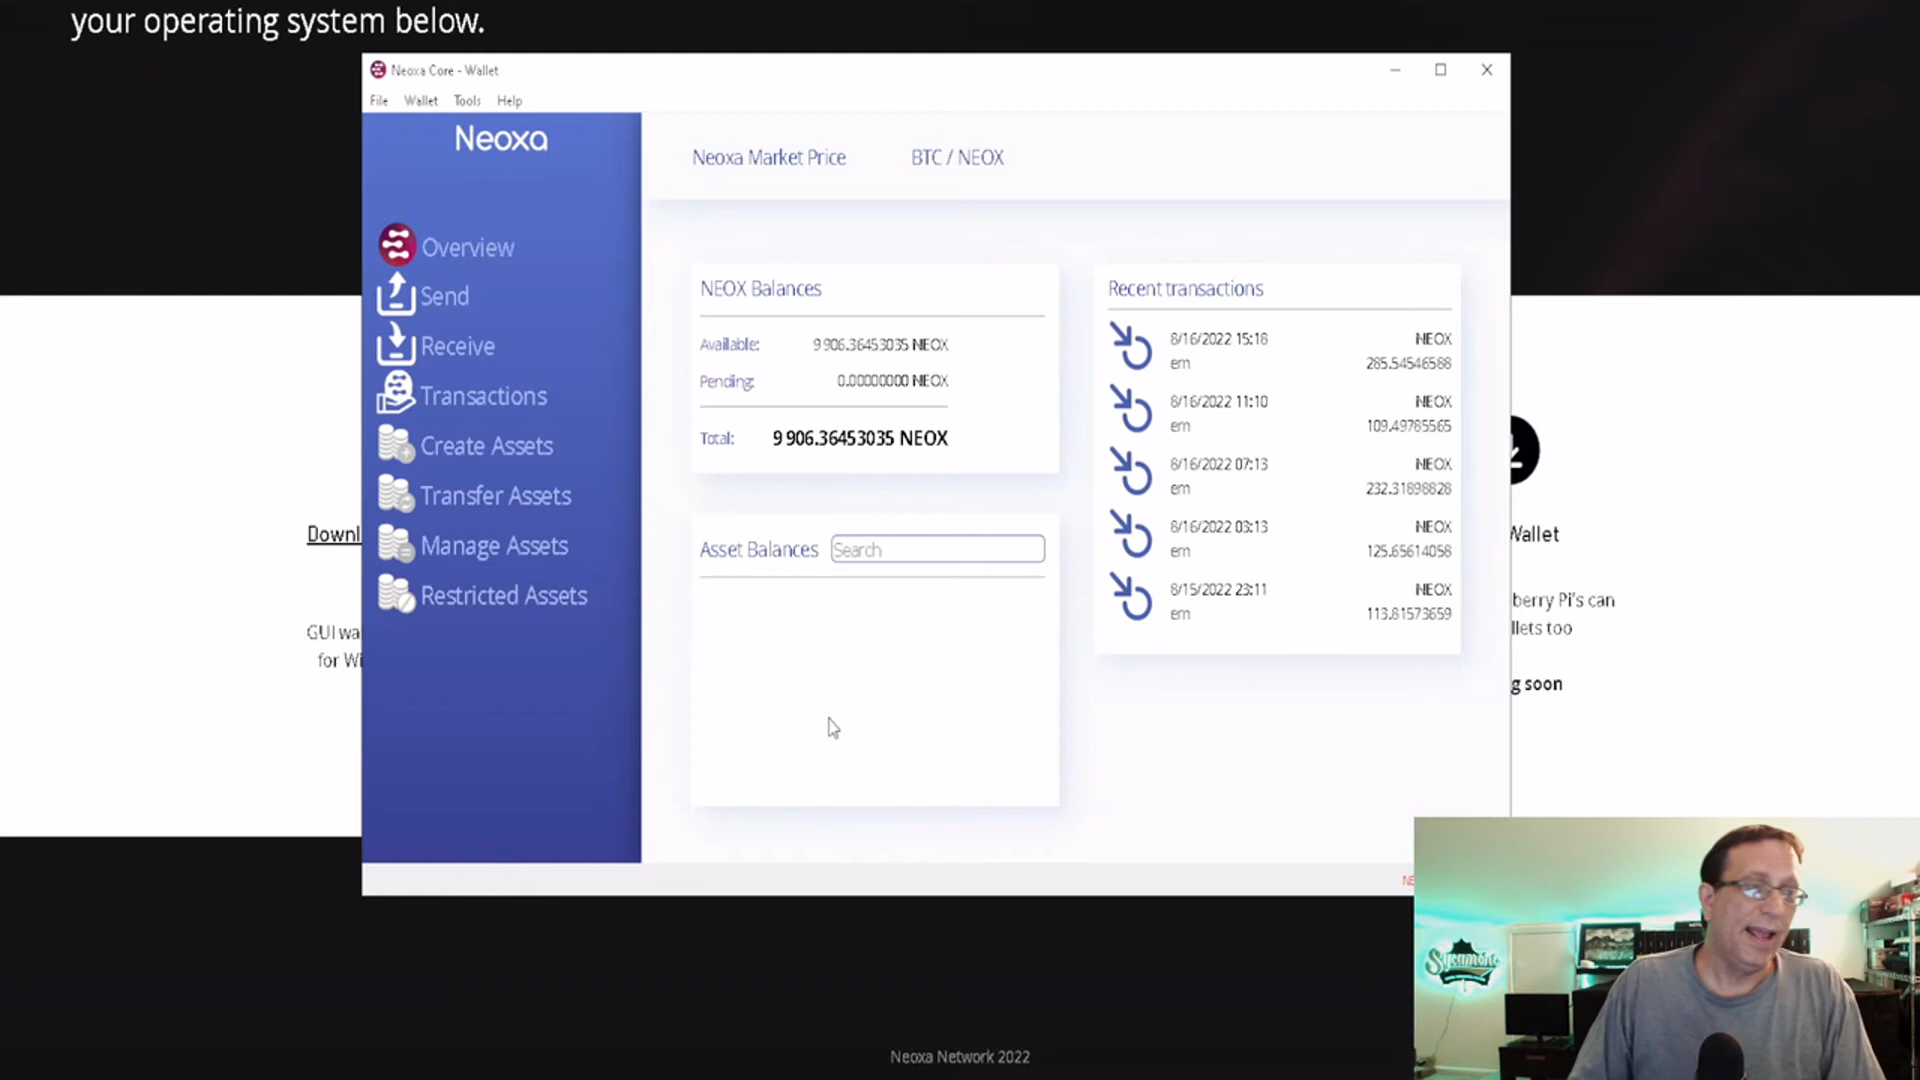 your operating system below.
Neoxa Core - Wallet
File Wallet Tools Help
Neoxa
Overview
Send
Receive
Transactions
Create Assets
Transfer Assets
Manage Assets
Restricted Assets
Neoxa Market Price BTC / NEOX
NEOX Balances
Available: 9 906.36453035 NEOX
Pending: 0.00000000 NEOX
Total: 9 906.36453035 NEOX
Asset Balances Search
Recent transactions
8/16/2022 15:18 NEOX
em 285.54546588
8/16/2022 11:10 NEOX
em 109.49785565
8/16/2022 07:13 NEOX
em 232.31898828
8/16/2022 03:13 NEOX
em 125.65614058
8/15/2022 23:11 NEOX
em 113.81573659
Downl
GUI wa
for Wi
Wallet
berry Pi's can
llets too
g soon
NE
Sycamore
Neoxa Network 2022